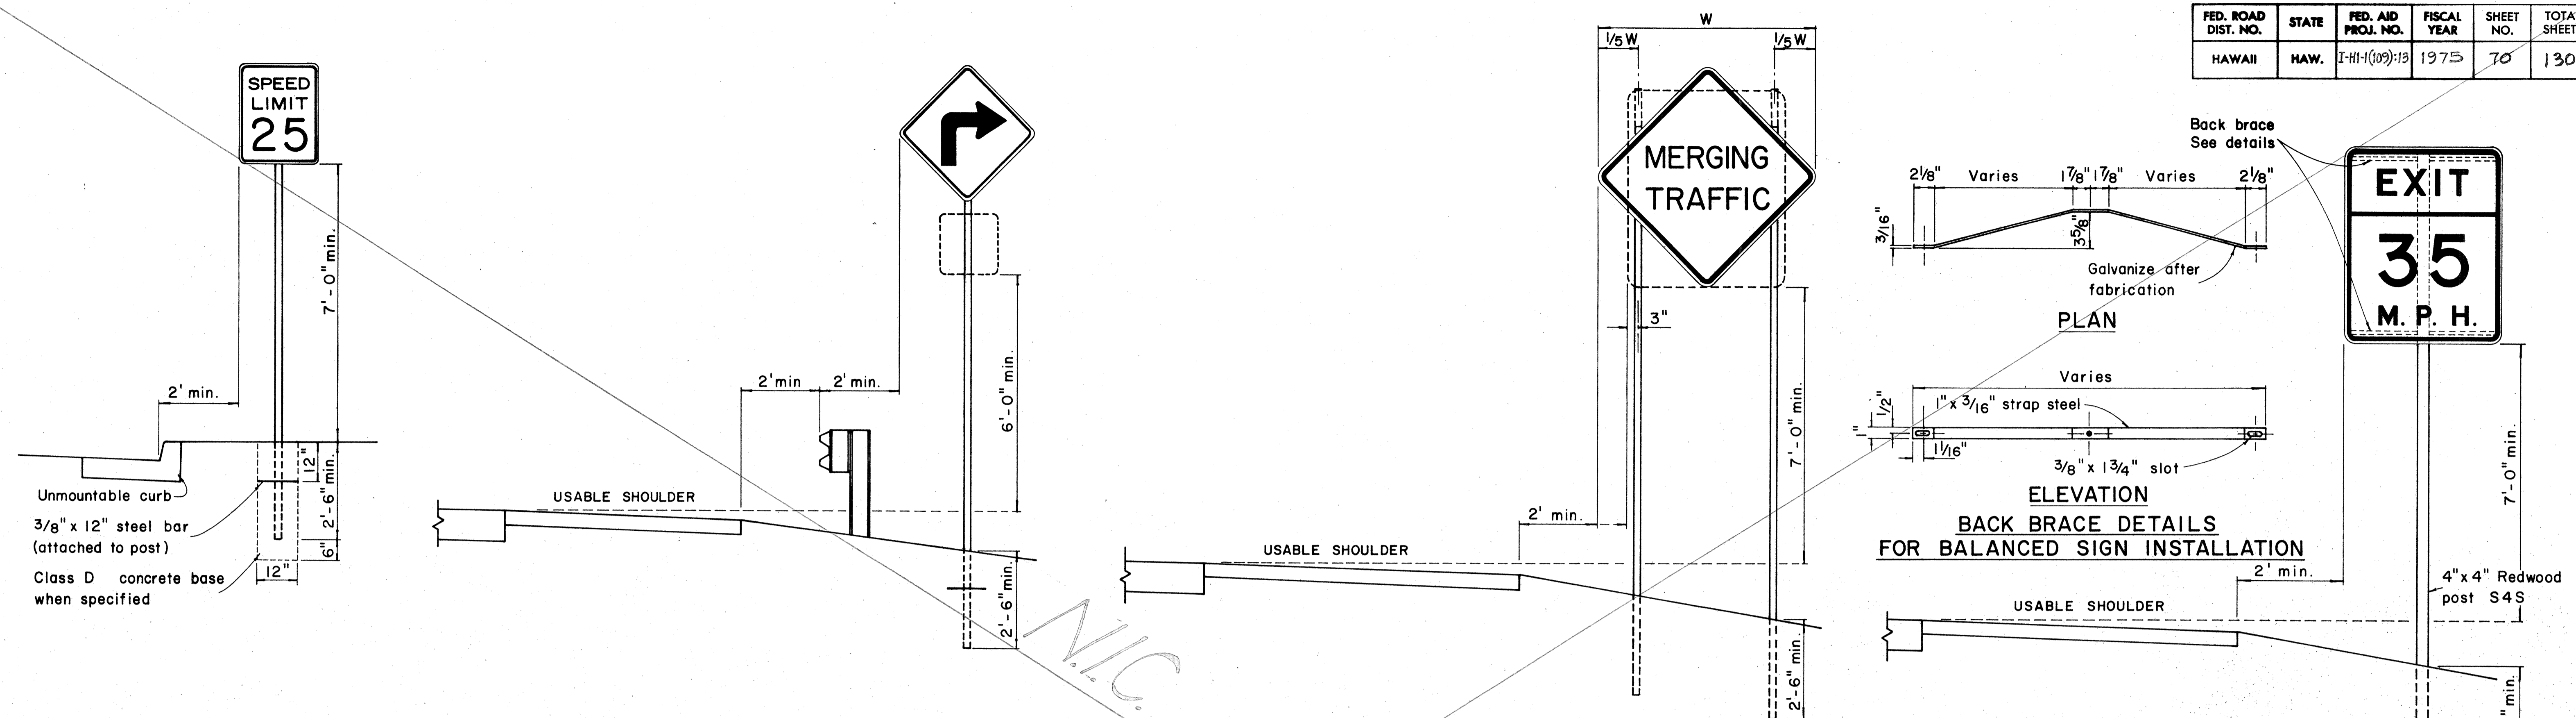 FED. ROAD DIST. NO.
STATE
FED. AID PROJ. NO.
FISCAL YEAR
SHEET NO.
HAWAII
HAW.
I-H1-1(109):13
1975
70
130
SPEED
LIMIT
25
7'-0" min.
2' min.
12"
2'-6" min.
6"
12"
Unmountable curb
3/8" x 12" steel bar
(attached to post)
Class D concrete base
when specified
2' min
2' min.
6'-0" min.
USABLE SHOULDER
2'-6" min.
N.I.C.
W
1/5 W
1/5 W
MERGING
TRAFFIC
3"
7'-0" min.
2' min.
USABLE SHOULDER
2'-6" min.
2 1/8"
Varies
1 7/8"
1 7/8"
Varies
2 1/8"
3/16"
3 5/8"
Galvanize after
fabrication
PLAN
Varies
1/2"
1"
1" x 3/16" strap steel
1 1/16"
3/8" x 1 3/4" slot
ELEVATION
BACK BRACE DETAILS
FOR BALANCED SIGN INSTALLATION
Back brace
See details
EXIT
35
M. P. H.
7'-0" min.
2' min.
4" x 4" Redwood
post S4S
USABLE SHOULDER
min.